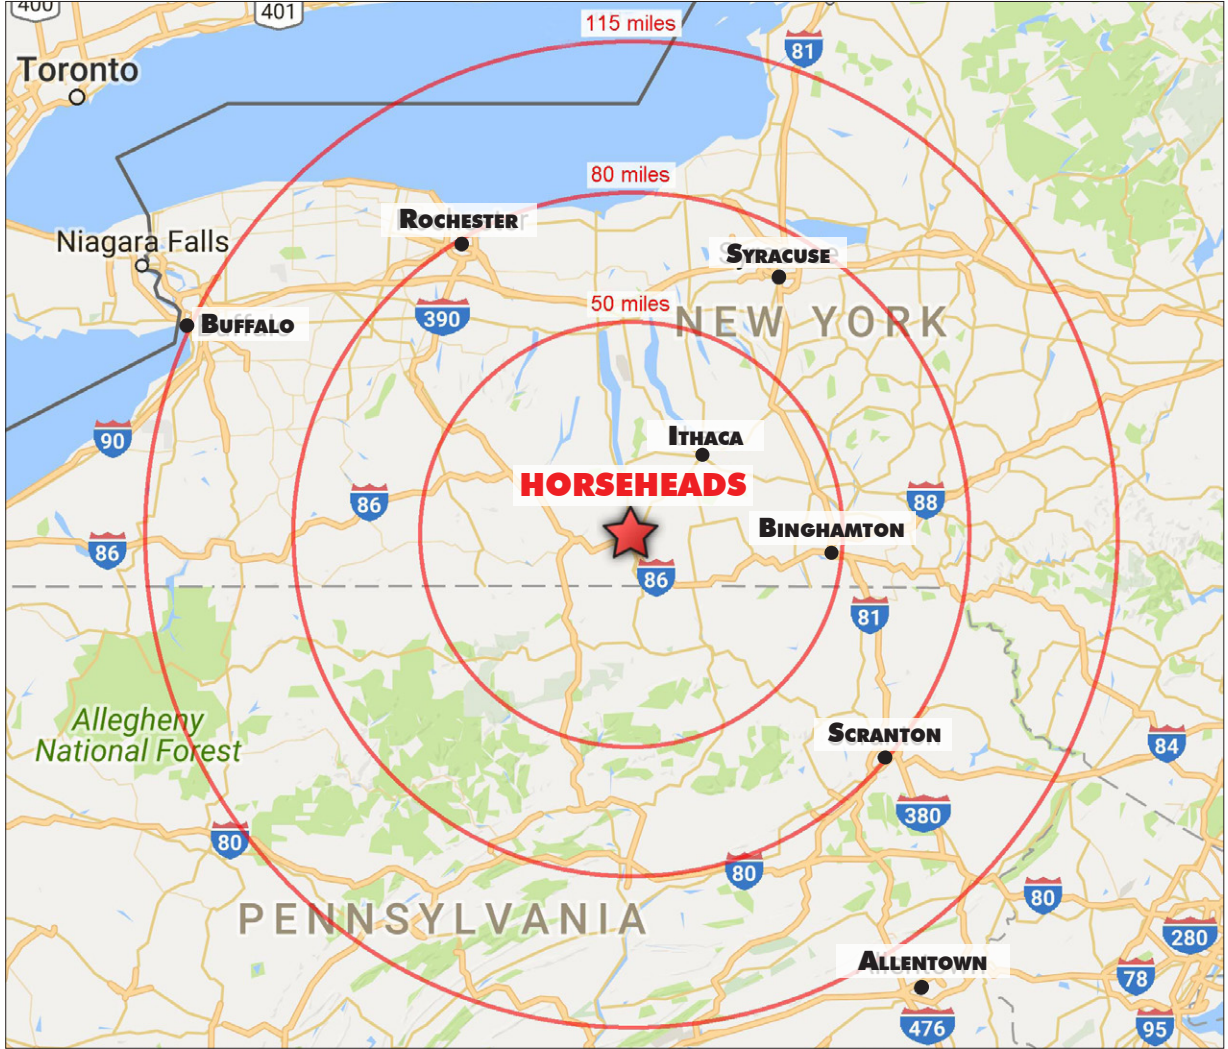 400
401
115 miles
81
Toronto
80 miles
ROCHESTER
Niagara Falls
SYRACUSE
50 miles
390
NEW YORK
BUFFALO
90
ITHACA
HORSEHEADS
86
88
BINGHAMTON
86
86
81
Allegheny
National Forest
SCRANTON
84
380
80
80
80
PENNSYLVANIA
280
ALLENTOWN
78
476
95